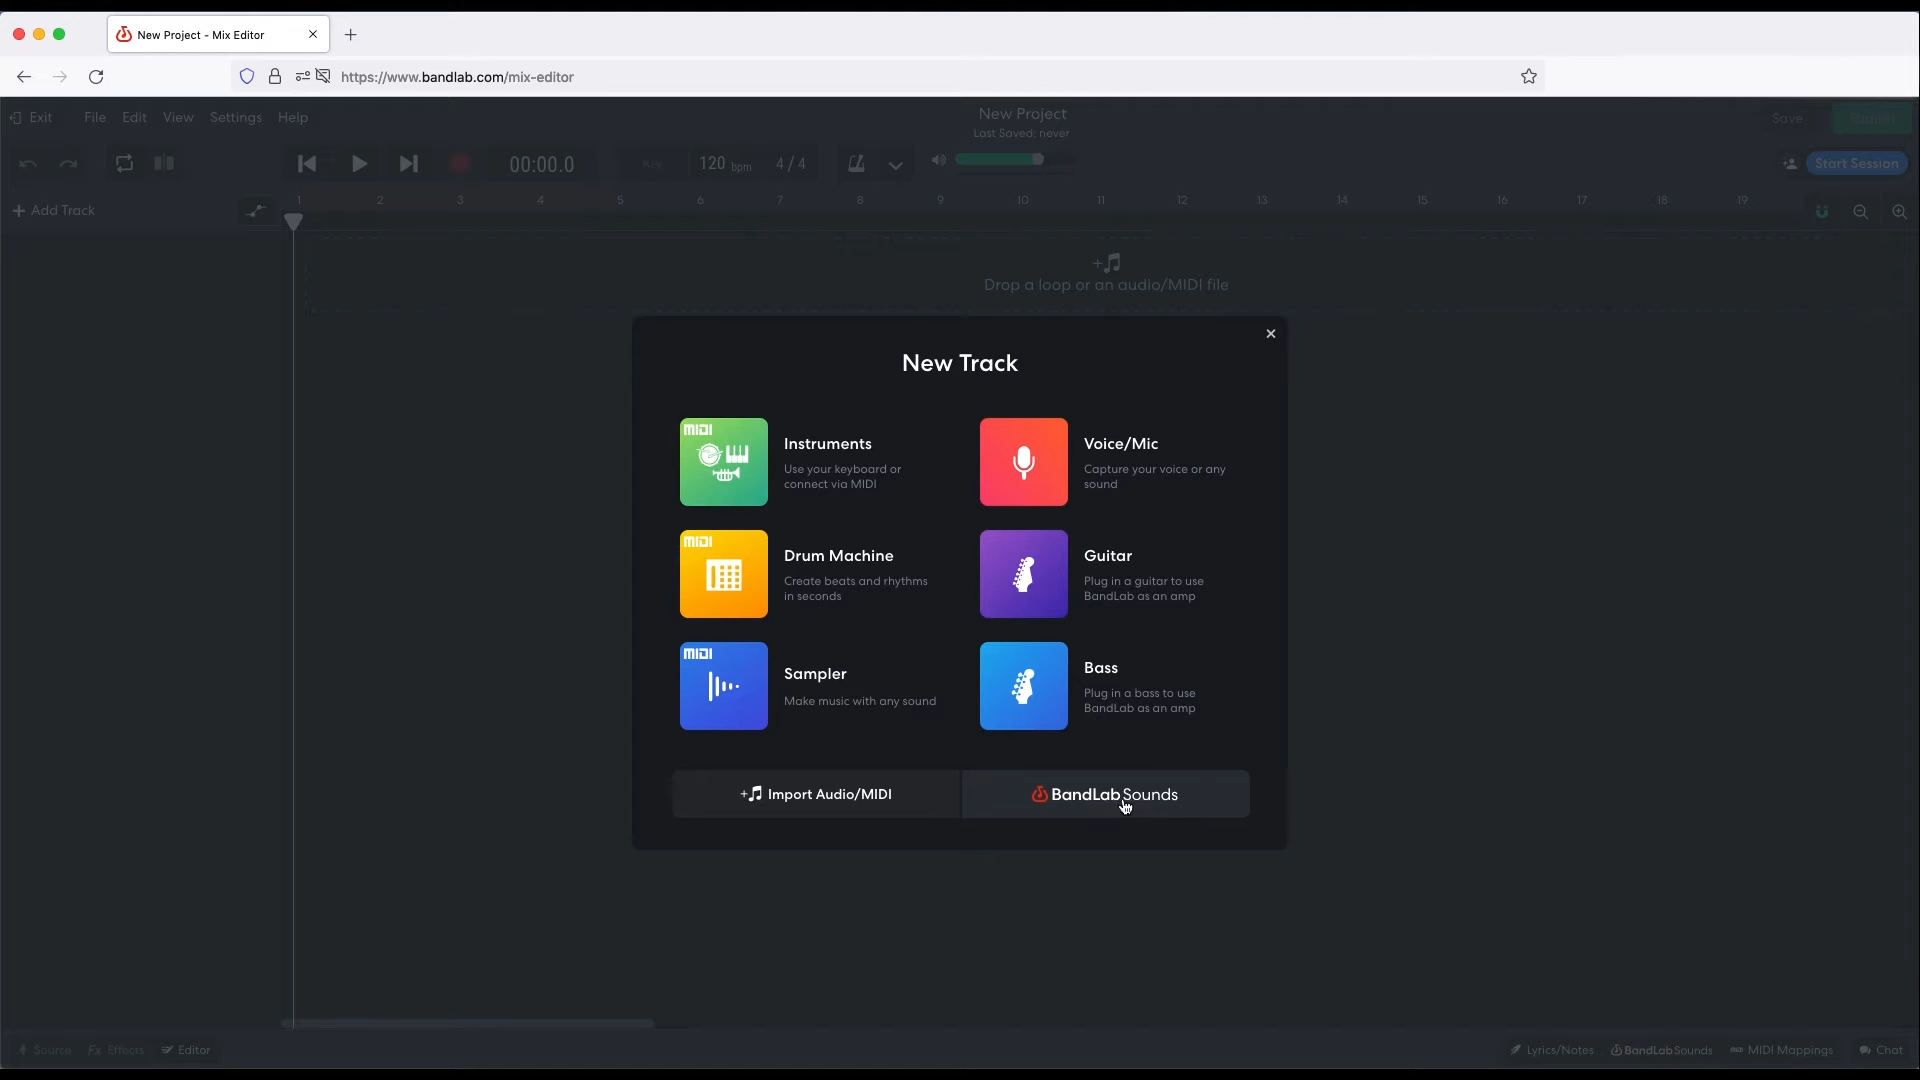 New Project - Mix Editor
https://www.bandlab.com/mix-editor
Exit File Edit View Settings Help
New Project
Last Saved: never
Save Publish
00:00.0 Key 120 bpm 4 / 4
Start Session
+ Add Track
1 2 3 4 5 6 7 8 9 10 11 12 13 14 15 16 17 18 19
Drop a loop or an audio/MIDI file
New Track
MIDI
Instruments
Use your keyboard or
connect via MIDI
Voice/Mic
Capture your voice or any
sound
MIDI
Drum Machine
Create beats and rhythms
in seconds
Guitar
Plug in a guitar to use
BandLab as an amp
MIDI
Sampler
Make music with any sound
Bass
Plug in a bass to use
BandLab as an amp
Import Audio/MIDI
BandLab Sounds
Source Fx Effects Editor
Lyrics/Notes BandLab Sounds MIDI Mappings Chat